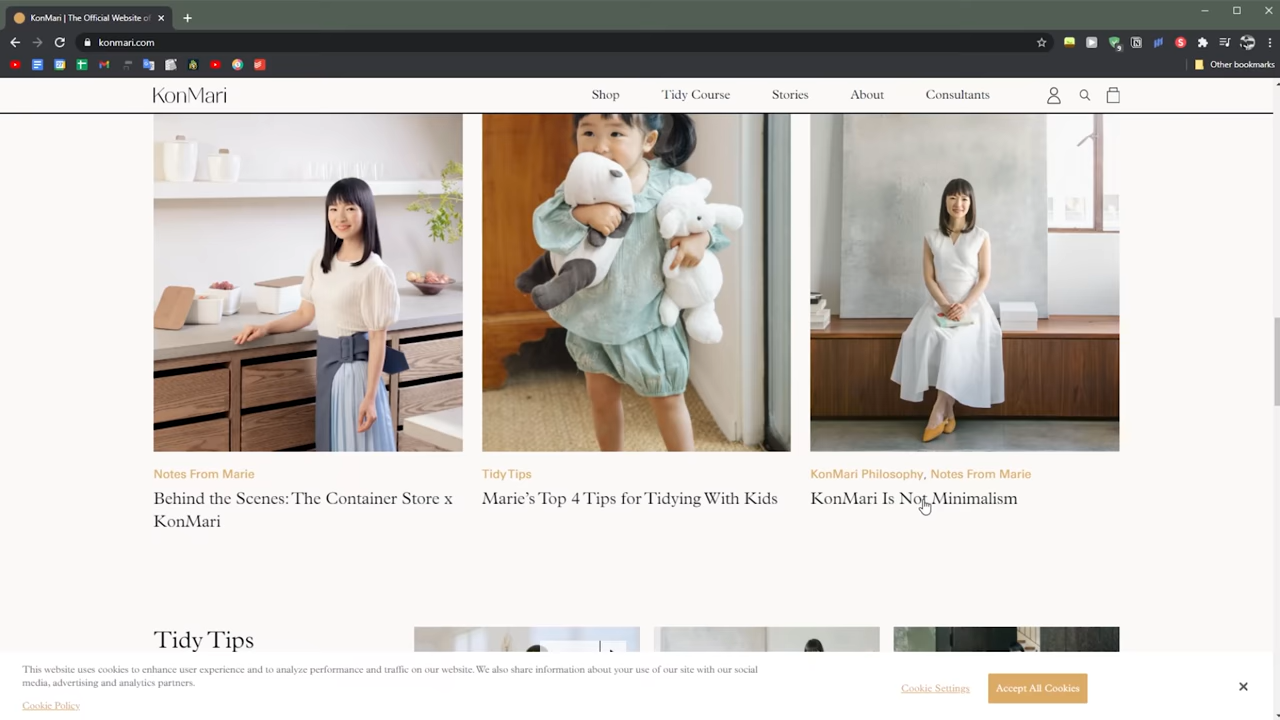 KonMari | The Official Website of
konmari.com
Other bookmarks
KonMari
Shop
Tidy Course
Stories
About
Consultants
Notes From Marie
Behind the Scenes: The Container Store x
KonMari
Tidy Tips
Marie's Top 4 Tips for Tidying With Kids
KonMari Philosophy, Notes From Marie
KonMari Is Not Minimalism
Tidy Tips
This website uses cookies to enhance user experience and to analyze performance and traffic on our website. We also share information about your use of our site with our social
media, advertising and analytics partners.
Cookie Policy
Cookie Settings
Accept All Cookies